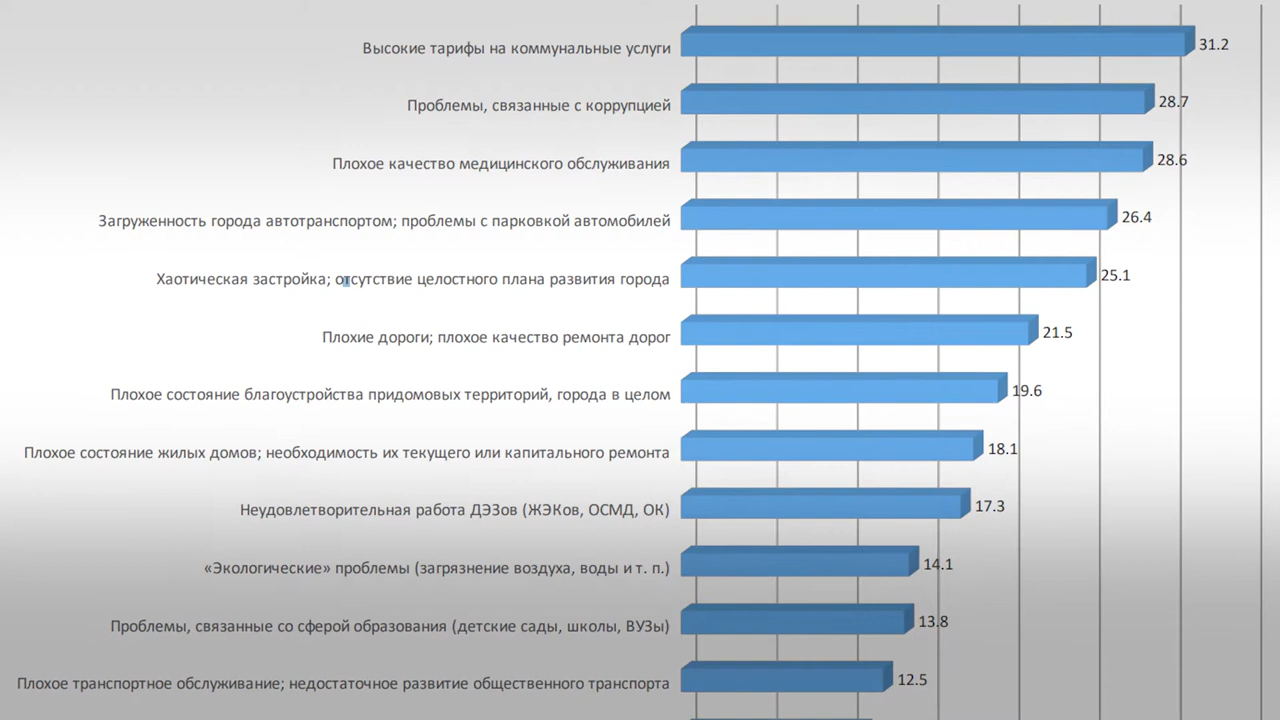 Высокие тарифы на коммунальные услуги 31.2
Проблемы, связанные с коррупцией 28.7
Плохое качество медицинского обслуживания 28.6
Загруженность города автотранспортом; проблемы с парковкой автомобилей 26.4
Хаотическая застройка; отсутствие целостного плана развития города 25.1
Плохие дороги; плохое качество ремонта дорог 21.5
Плохое состояние благоустройства придомовых территорий, города в целом 19.6
Плохое состояние жилых домов; необходимость их текущего или капитального ремонта 18.1
Неудовлетворительная работа ДЭЗов (ЖЭКов, ОСМД, ОК) 17.3
«Экологические» проблемы (загрязнение воздуха, воды и т. п.) 14.1
Проблемы, связанные со сферой образования (детские сады, школы, ВУЗы) 13.8
Плохое транспортное обслуживание; недостаточное развитие общественного транспорта 12.5